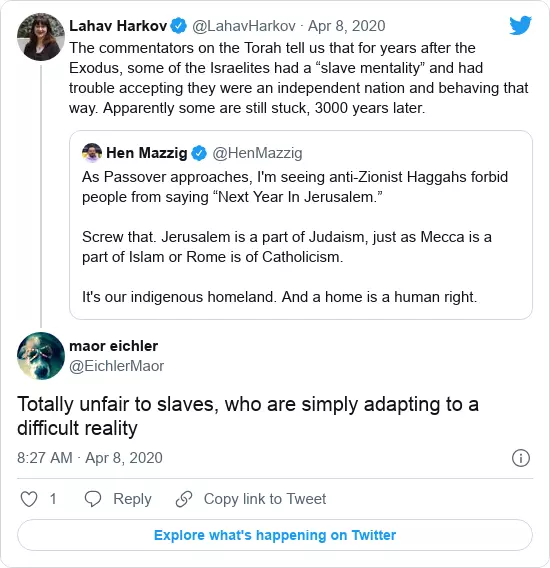 Lahav Harkov @LahavHarkov · Apr 8, 2020
The commentators on the Torah tell us that for years after the
Exodus, some of the Israelites had a “slave mentality” and had
trouble accepting they were an independent nation and behaving that
way. Apparently some are still stuck, 3000 years later.
Hen Mazzig @HenMazzig
As Passover approaches, I'm seeing anti-Zionist Haggahs forbid
people from saying “Next Year In Jerusalem.”
Screw that. Jerusalem is a part of Judaism, just as Mecca is a
part of Islam or Rome is of Catholicism.
It's our indigenous homeland. And a home is a human right.
maor eichler
@EichlerMaor
Totally unfair to slaves, who are simply adapting to a
difficult reality
8:27 AM · Apr 8, 2020
1 Reply Copy link to Tweet
Explore what's happening on Twitter